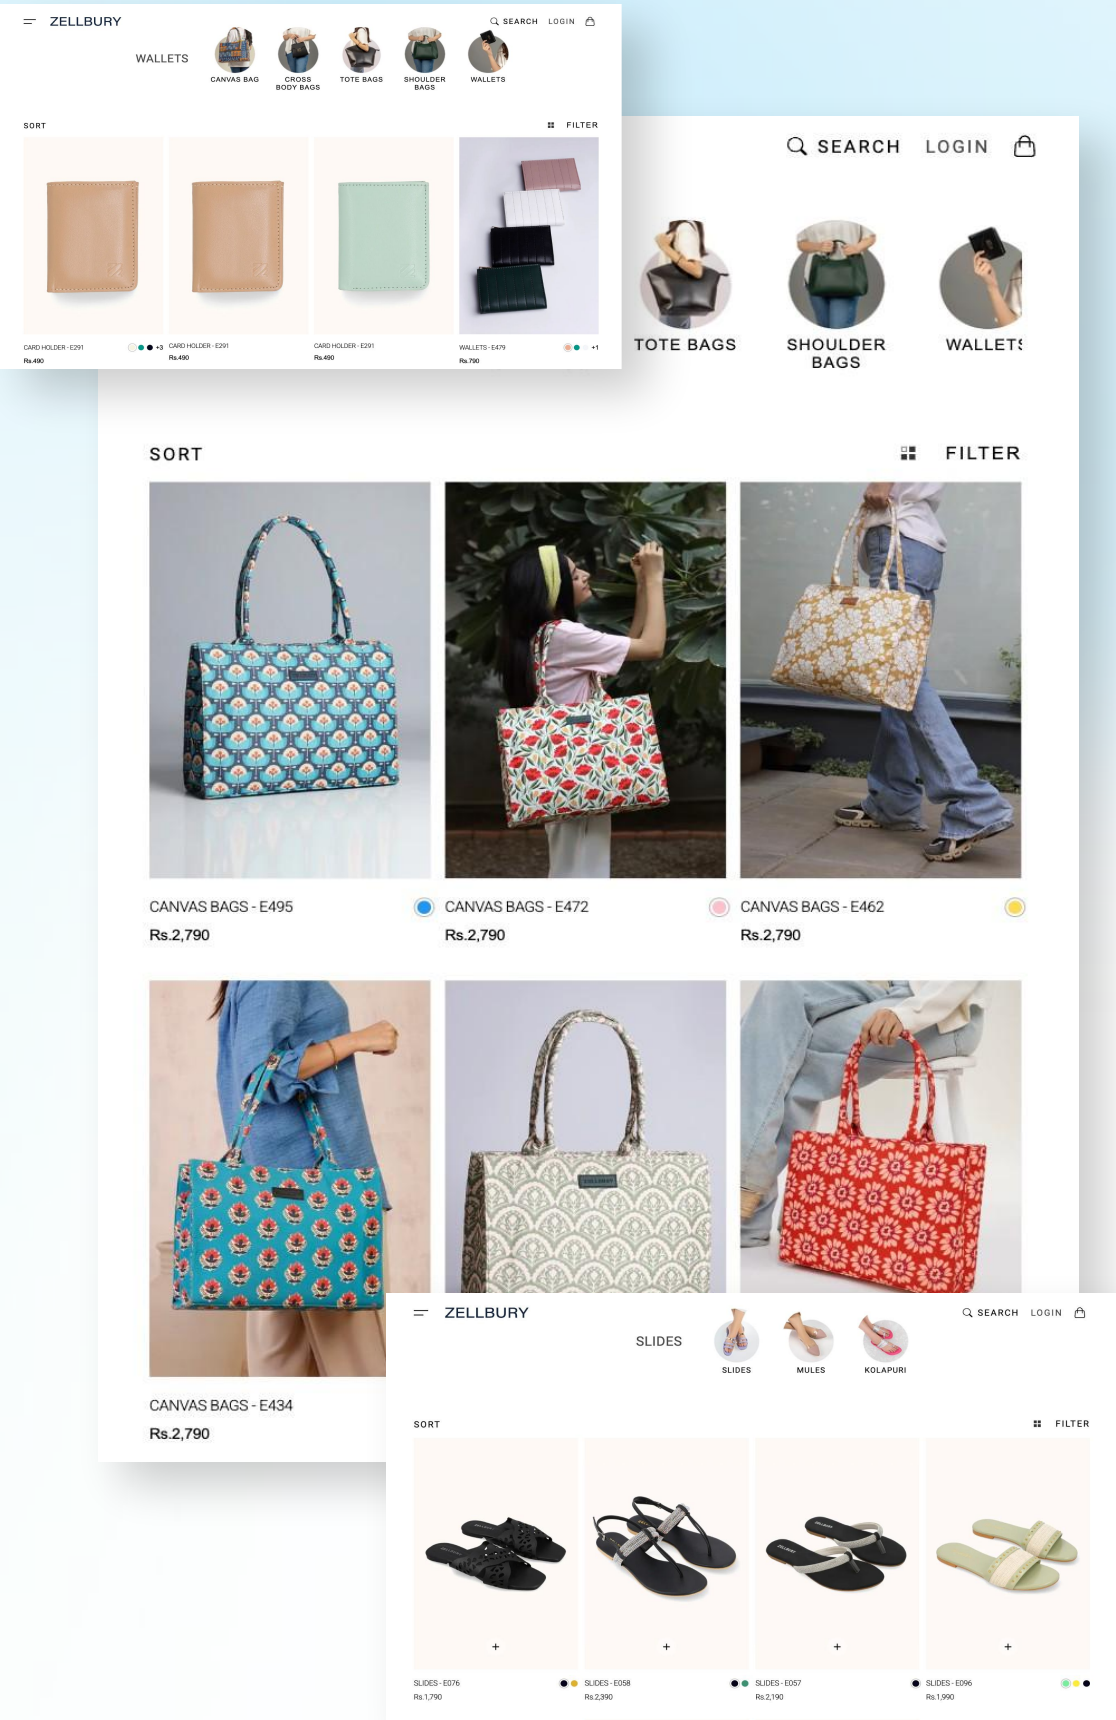 ZELLBURY
SEARCH LOGIN
WALLETS
CANVAS BAG
CROSS
BODY BAGS
TOTE BAGS
SHOULDER
BAGS
WALLETS
SORT
FILTER
CARD HOLDER - E291 +3
Rs.490
CARD HOLDER - E291
Rs.490
CARD HOLDER - E291
Rs.490
WALLETS - E479 +1
Rs.790
SEARCH LOGIN
TOTE BAGS
SHOULDER
BAGS
WALLETS
SORT
FILTER
CANVAS BAGS - E495
Rs.2,790
CANVAS BAGS - E472
Rs.2,790
CANVAS BAGS - E462
Rs.2,790
ZELLBURY
CANVAS BAGS - E434
Rs.2,790
ZELLBURY
SEARCH LOGIN
SLIDES
SLIDES
MULES
KOLAPURI
SORT
FILTER
ZELLBURY
+
+
+
+
SLIDES - E076
Rs.1,790
SLIDES - E058
Rs.2,390
SLIDES - E057
Rs.2,190
SLIDES - E096
Rs.1,990